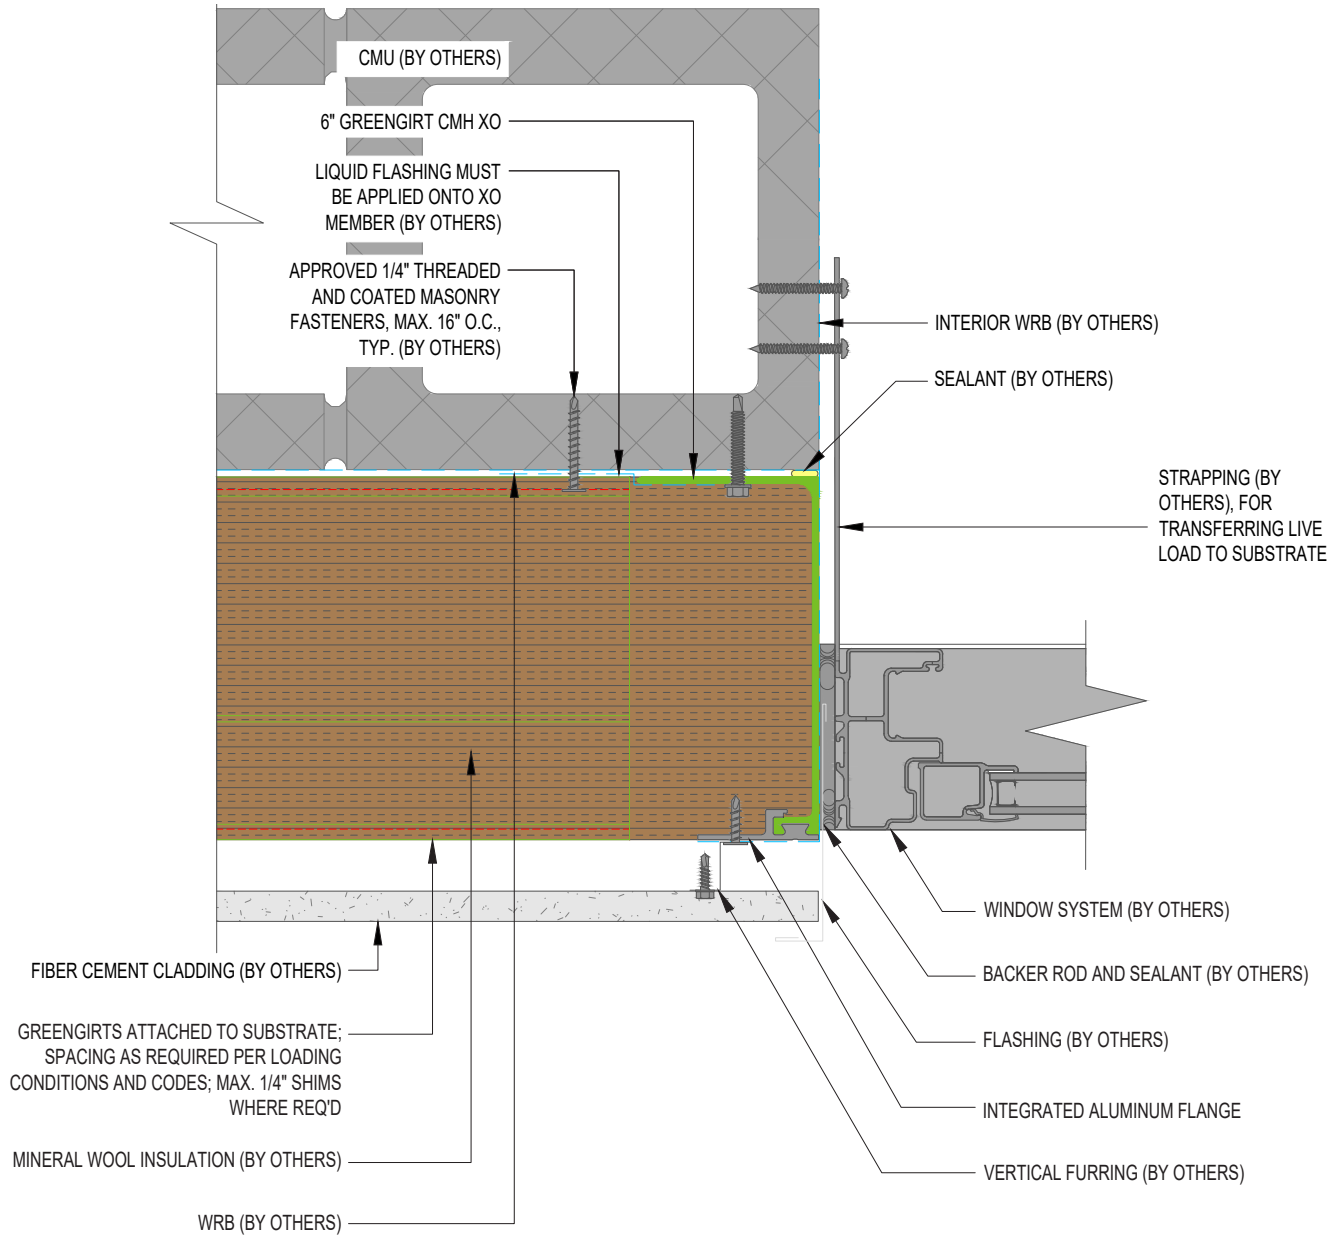 CMU (BY OTHERS)
6" GREENGIRT CMH XO
LIQUID FLASHING MUST
BE APPLIED ONTO XO
MEMBER (BY OTHERS)
APPROVED 1/4" THREADED
AND COATED MASONRY
FASTENERS, MAX. 16" O.C.,
TYP. (BY OTHERS)
INTERIOR WRB (BY OTHERS)
SEALANT (BY OTHERS)
STRAPPING (BY
OTHERS), FOR
TRANSFERRING LIVE
LOAD TO SUBSTRATE
WINDOW SYSTEM (BY OTHERS)
BACKER ROD AND SEALANT (BY OTHERS)
FLASHING (BY OTHERS)
INTEGRATED ALUMINUM FLANGE
VERTICAL FURRING (BY OTHERS)
FIBER CEMENT CLADDING (BY OTHERS)
GREENGIRTS ATTACHED TO SUBSTRATE;
SPACING AS REQUIRED PER LOADING
CONDITIONS AND CODES; MAX. 1/4" SHIMS
WHERE REQ'D
MINERAL WOOL INSULATION (BY OTHERS)
WRB (BY OTHERS)